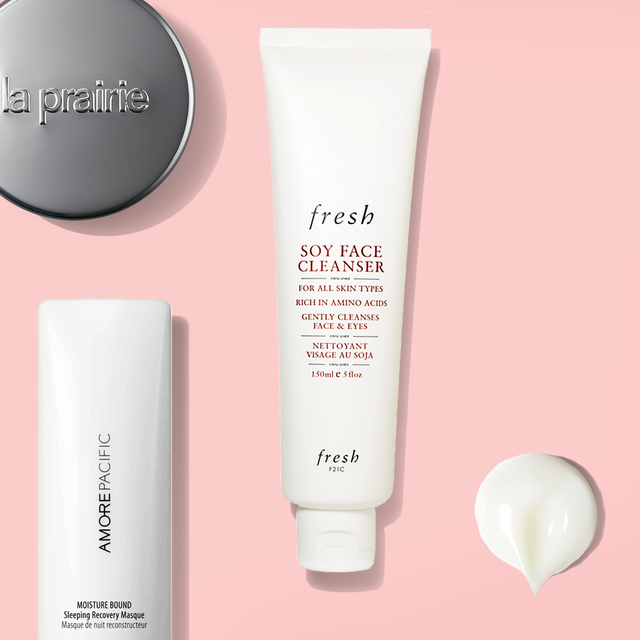 la prairie
fresh
SOY FACE
CLEANSER
FOR ALL SKIN TYPES
RICH IN AMINO ACIDS
GENTLY CLEANSES
FACE & EYES
NETTOYANT
VISAGE AU SOJA
150ml e 5 fl oz
fresh
F21C
AMOREPACIFIC
MOISTURE BOUND
Sleeping Recovery Masque
Masque de nuit reconstructeur